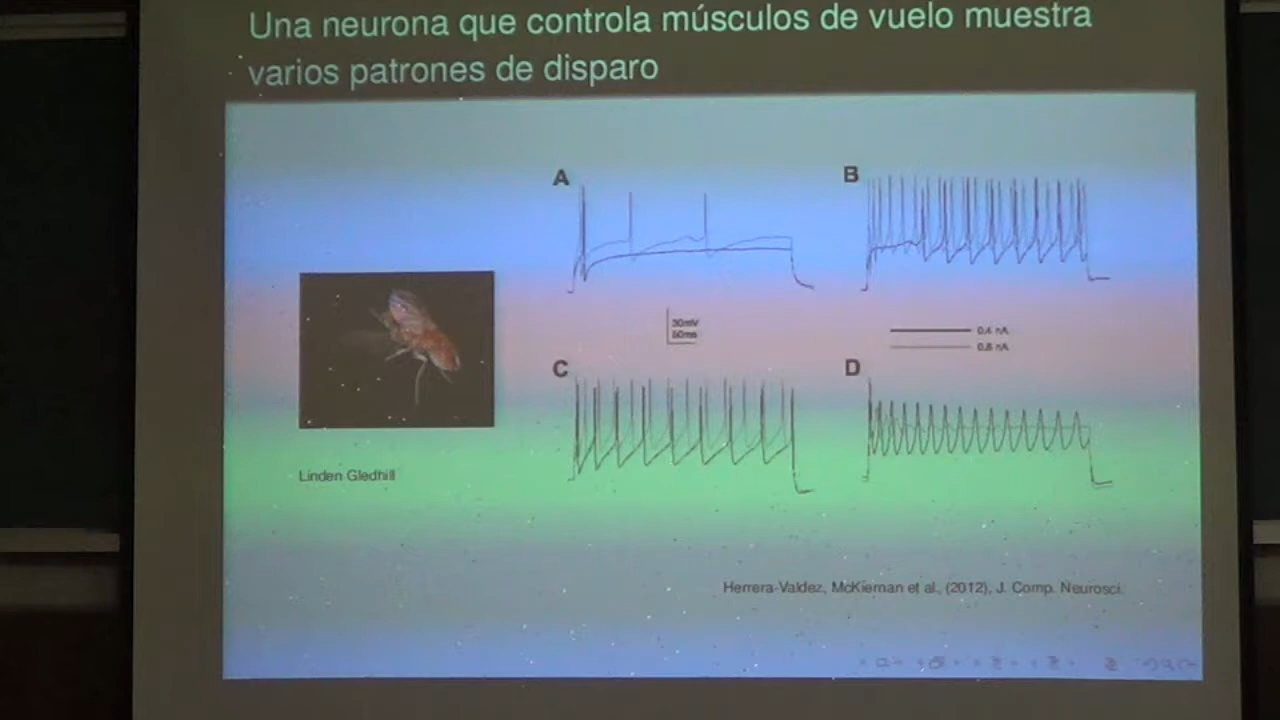 Una neurona que controla músculos de vuelo muestra
varios patrones de disparo
A
B
30mV
50ms
0.4 nA
0.8 nA
C
D
Linden Gledhill
Herrera-Valdez, McKiernan et al., (2012), J. Comp. Neurosci.